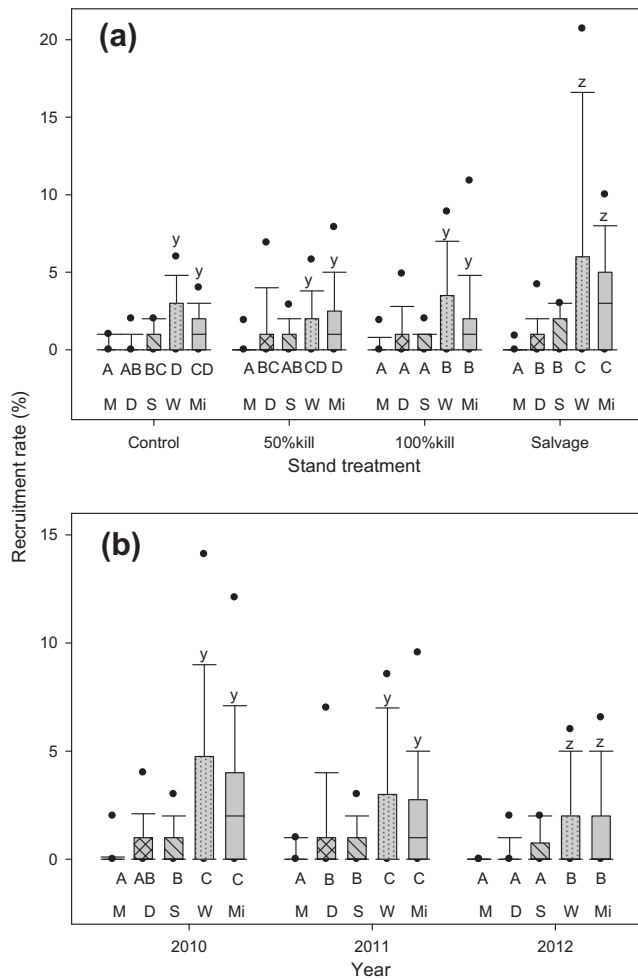 (a)
20
15
10
5
0
y
y
y
y
y
y
z
z
A AB BC D CD A BC AB CD D A A A B B A B B C C
M D S W Mi M D S W Mi M D S W Mi M D S W Mi
Control 50%kill 100%kill Salvage
Stand treatment
Recruitment rate (%)
(b)
15
10
5
0
y
y
y
y
z
z
A AB B C C A B B C C A A A B B
M D S W Mi M D S W Mi M D S W Mi
2010 2011 2012
Year